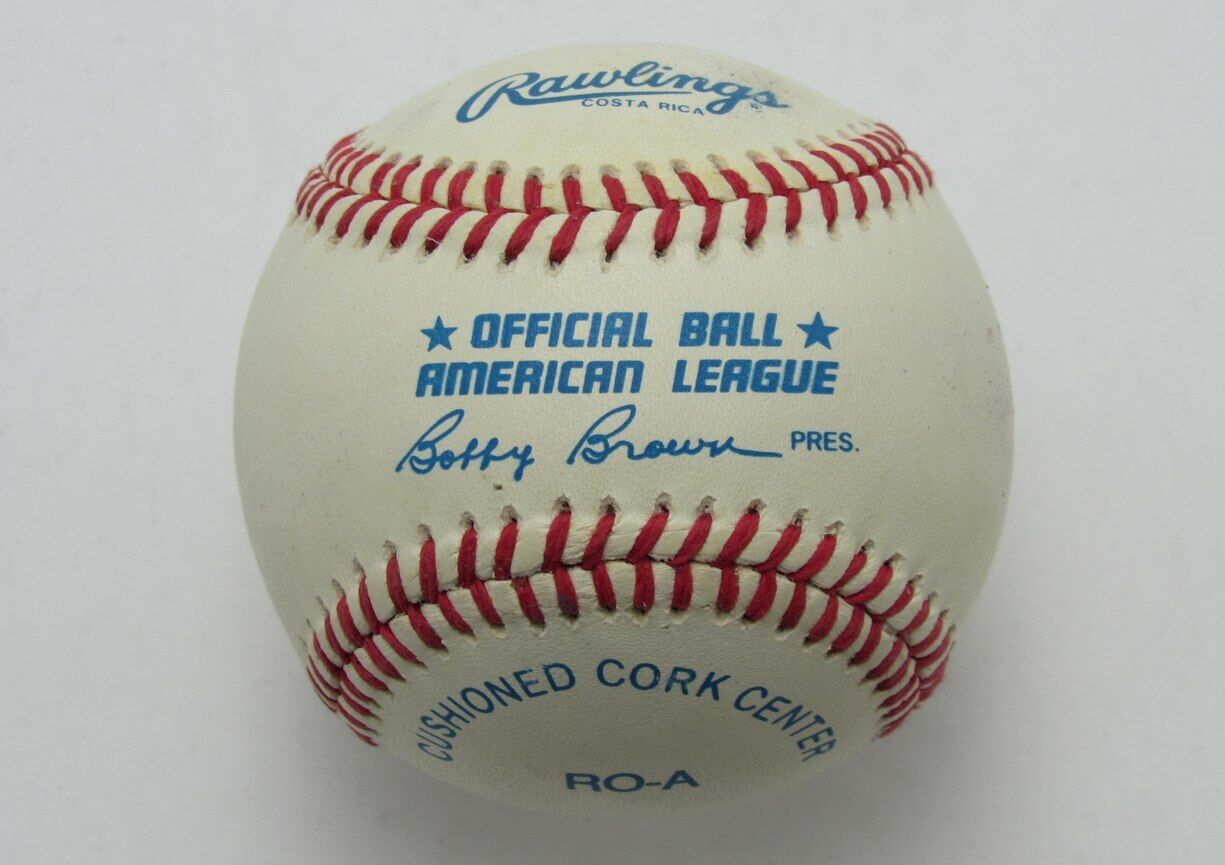 Rawlings®
COSTA RICA
★ OFFICIAL BALL ★
AMERICAN LEAGUE
Bobby Brown PRES.
CUSHIONED CORK CENTER
RO-A